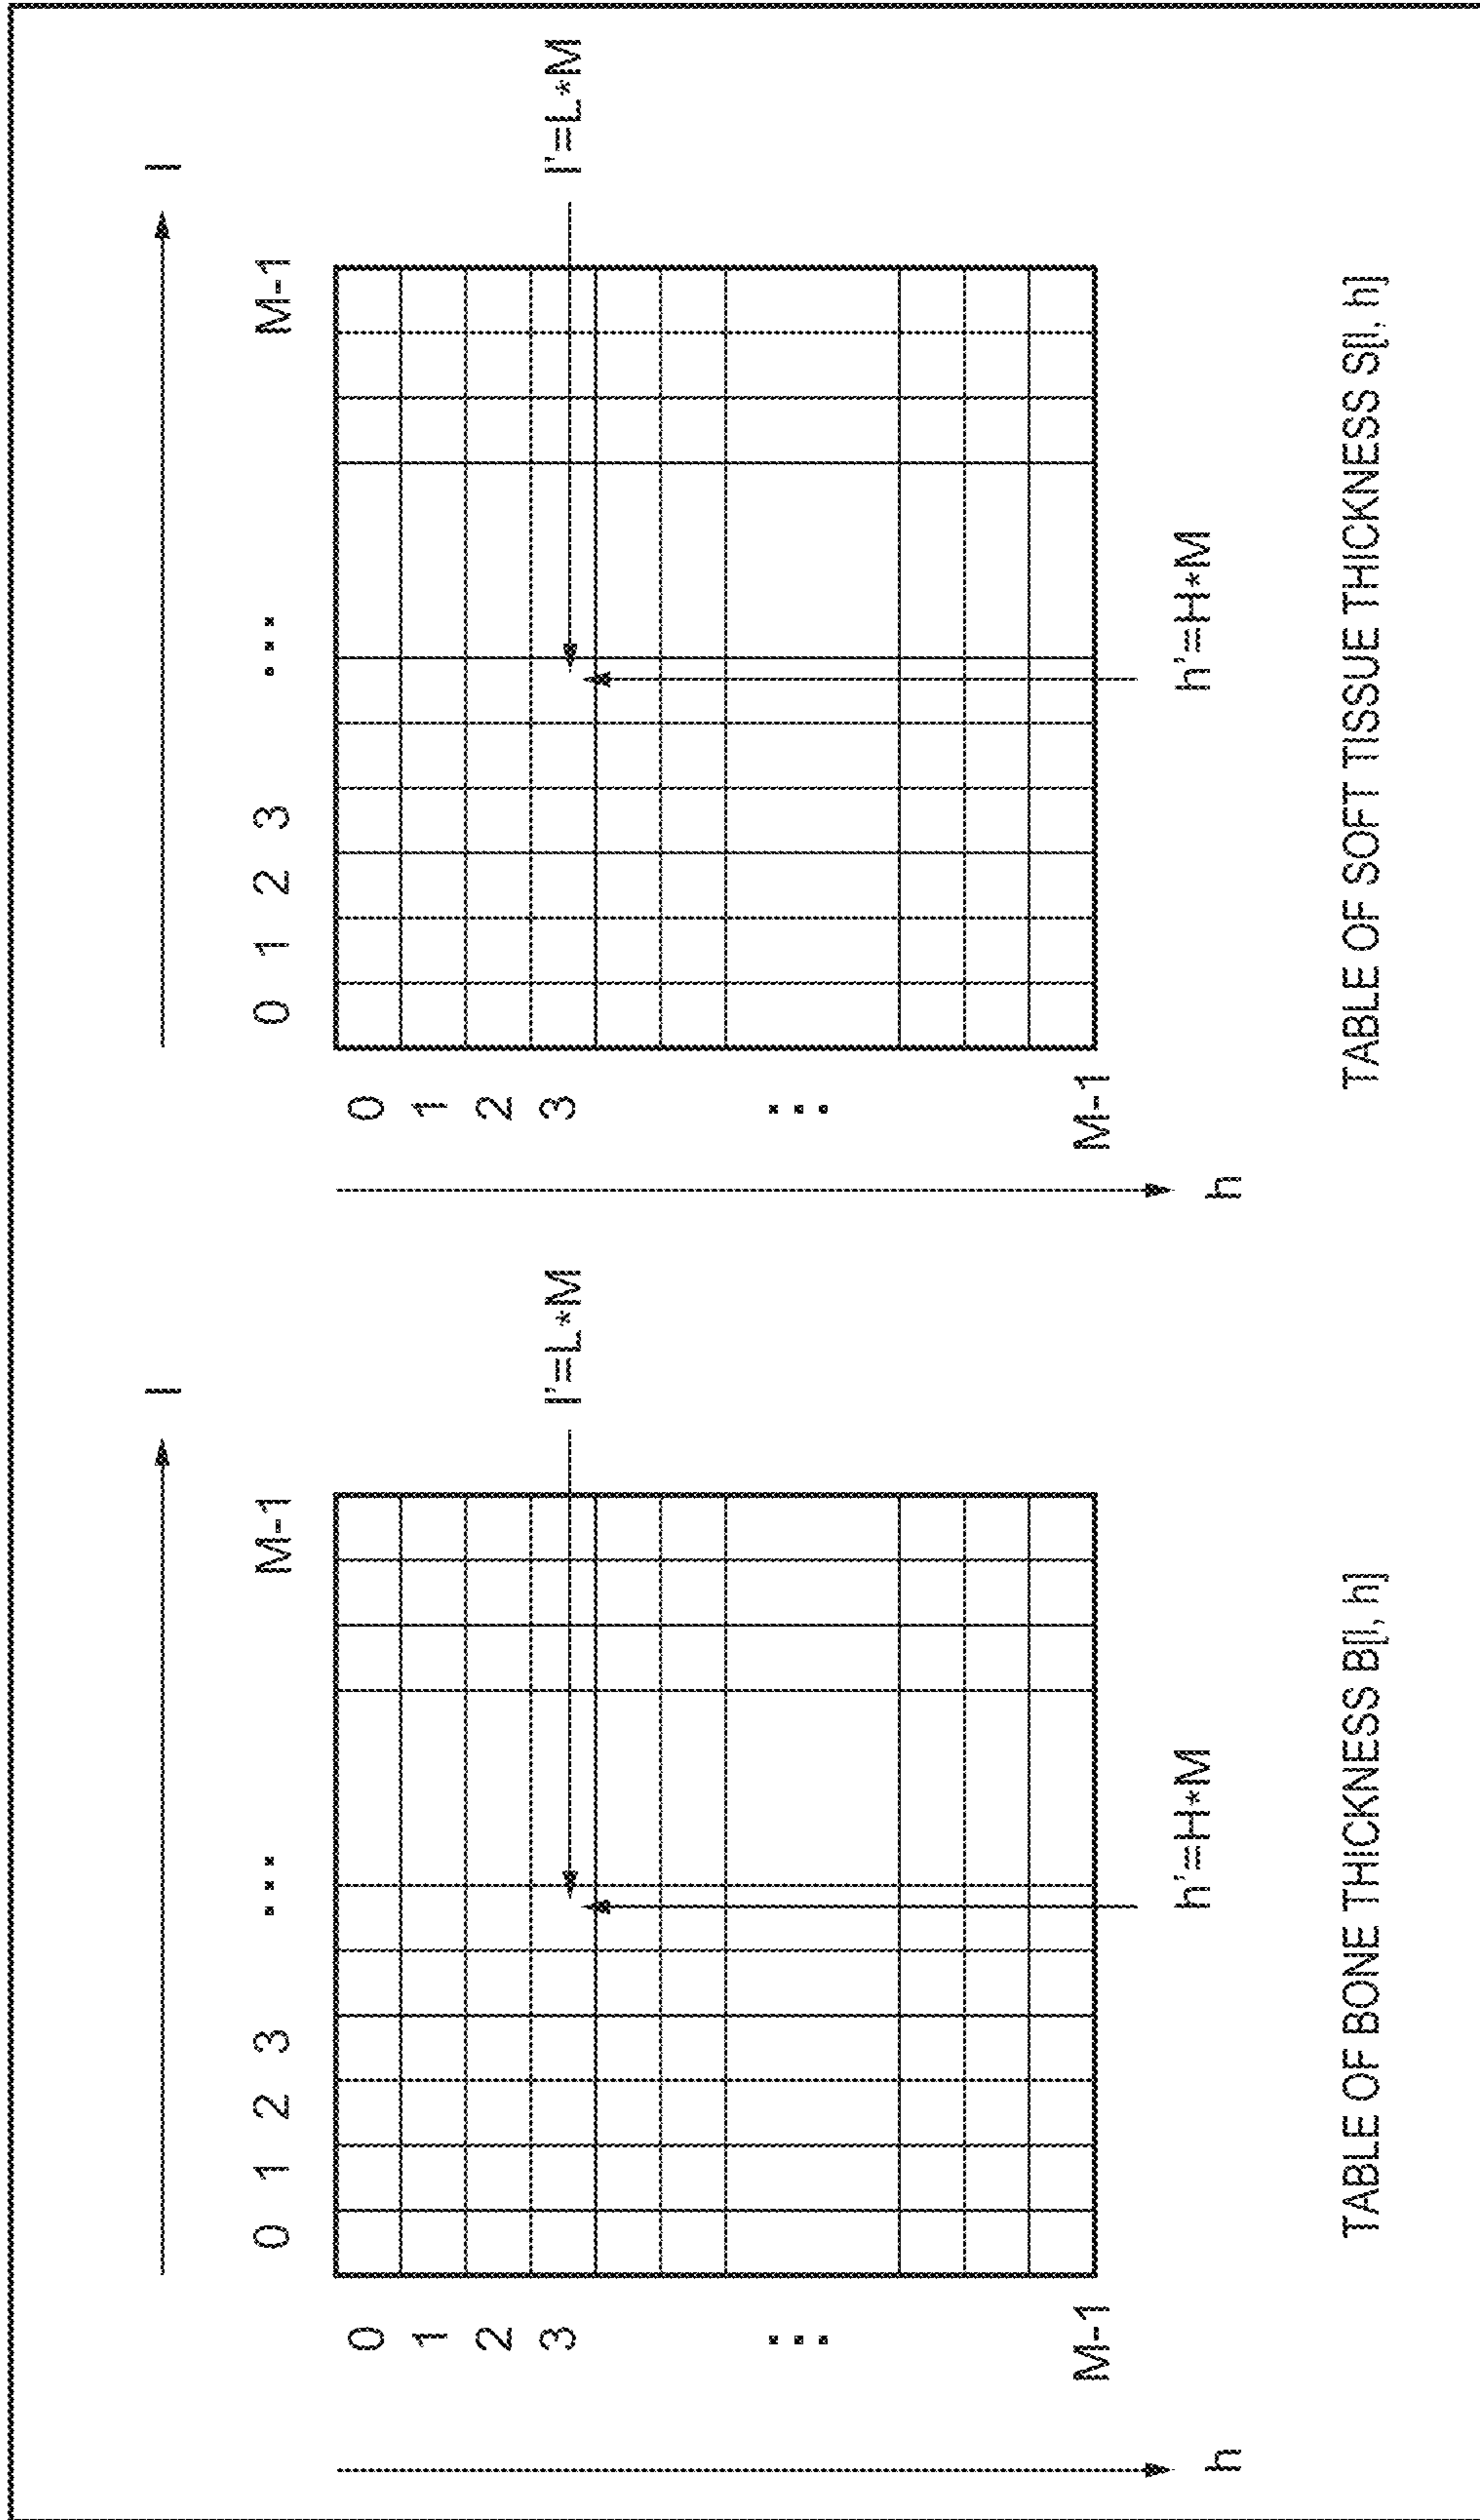 l
0 1 2 3 ... M-1
0
1
2
3
l'=L*M
...
M-1
h'=H*M
h
TABLE OF BONE THICKNESS B[l, h]
l
0 1 2 3 ... M-1
0
1
2
3
l'=L*M
...
M-1
h'=H*M
h
TABLE OF SOFT TISSUE THICKNESS S[l, h]